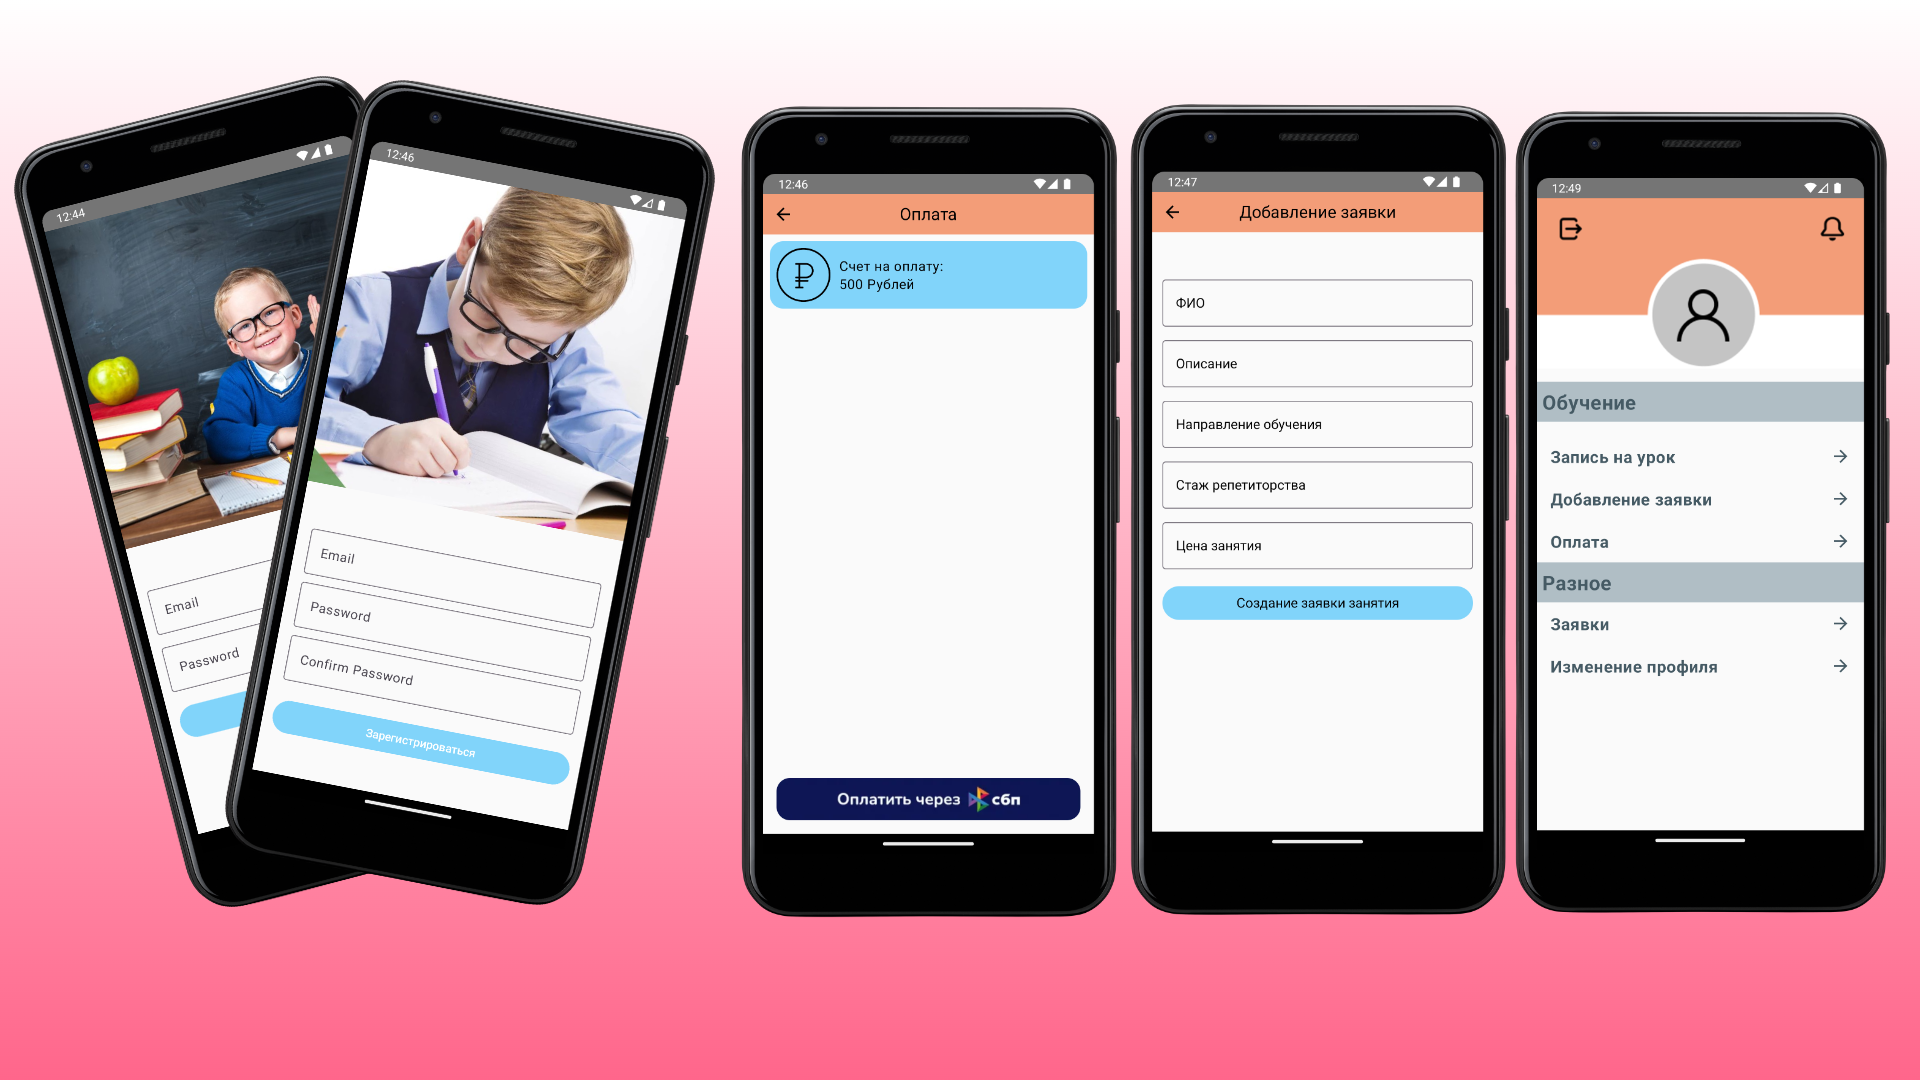 12:44
Email
Password
12:46
Email
Password
Confirm Password
Зарегистрироваться
12:46
Оплата
Счет на оплату:
500 Рублей
Оплатить через сбп
12:47
Добавление заявки
ФИО
Описание
Направление обучения
Стаж репетиторства
Цена занятия
Создание заявки занятия
12:49
Обучение
Запись на урок
Добавление заявки
Оплата
Разное
Заявки
Изменение профиля